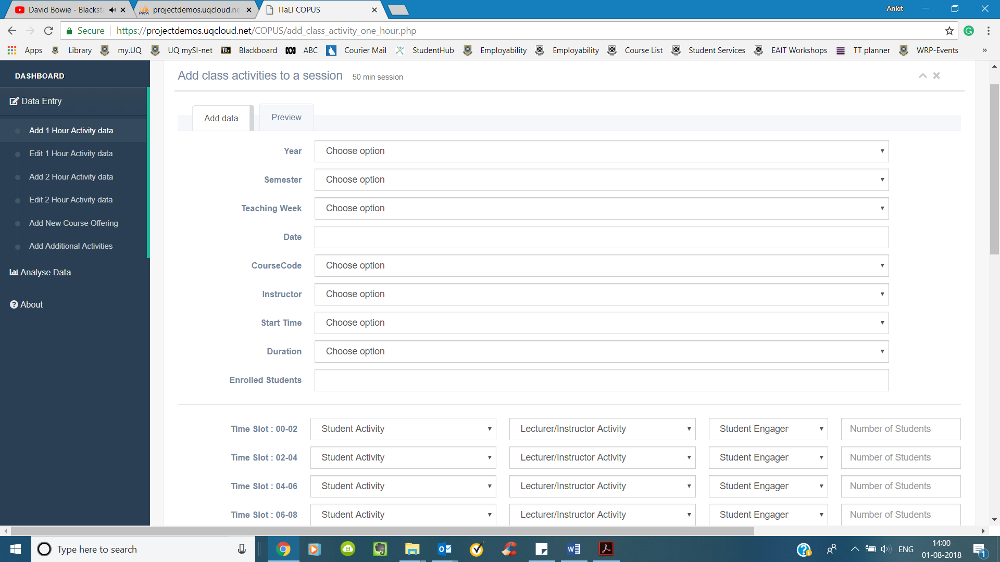 David Bowie - Blacksta
projectdemos.uqcloud.ne
ITaLI COPUS
Ankit
Secure
https://projectdemos.uqcloud.net/COPUS/add_class_activity_one_hour.php
Apps Library my.UQ UQ mySI-net Bb Blackboard ABC Courier Mail StudentHub Employability Employability Course List Student Services EAIT Workshops TT planner WRP-Events »
DASHBOARD
Data Entry
Add 1 Hour Activity data
Edit 1 Hour Activity data
Add 2 Hour Activity data
Edit 2 Hour Activity data
Add New Course Offering
Add Additional Activities
Analyse Data
About
Add class activities to a session 50 min session
Add data Preview
Year Choose option
Semester Choose option
Teaching Week Choose option
Date
CourseCode Choose option
Instructor Choose option
Start Time Choose option
Duration Choose option
Enrolled Students
Time Slot : 00-02 Student Activity Lecturer/Instructor Activity Student Engager Number of Students
Time Slot : 02-04 Student Activity Lecturer/Instructor Activity Student Engager Number of Students
Time Slot : 04-06 Student Activity Lecturer/Instructor Activity Student Engager Number of Students
Time Slot : 06-08 Student Activity Lecturer/Instructor Activity Student Engager Number of Students
Type here to search
ENG
14:00
01-08-2018
1